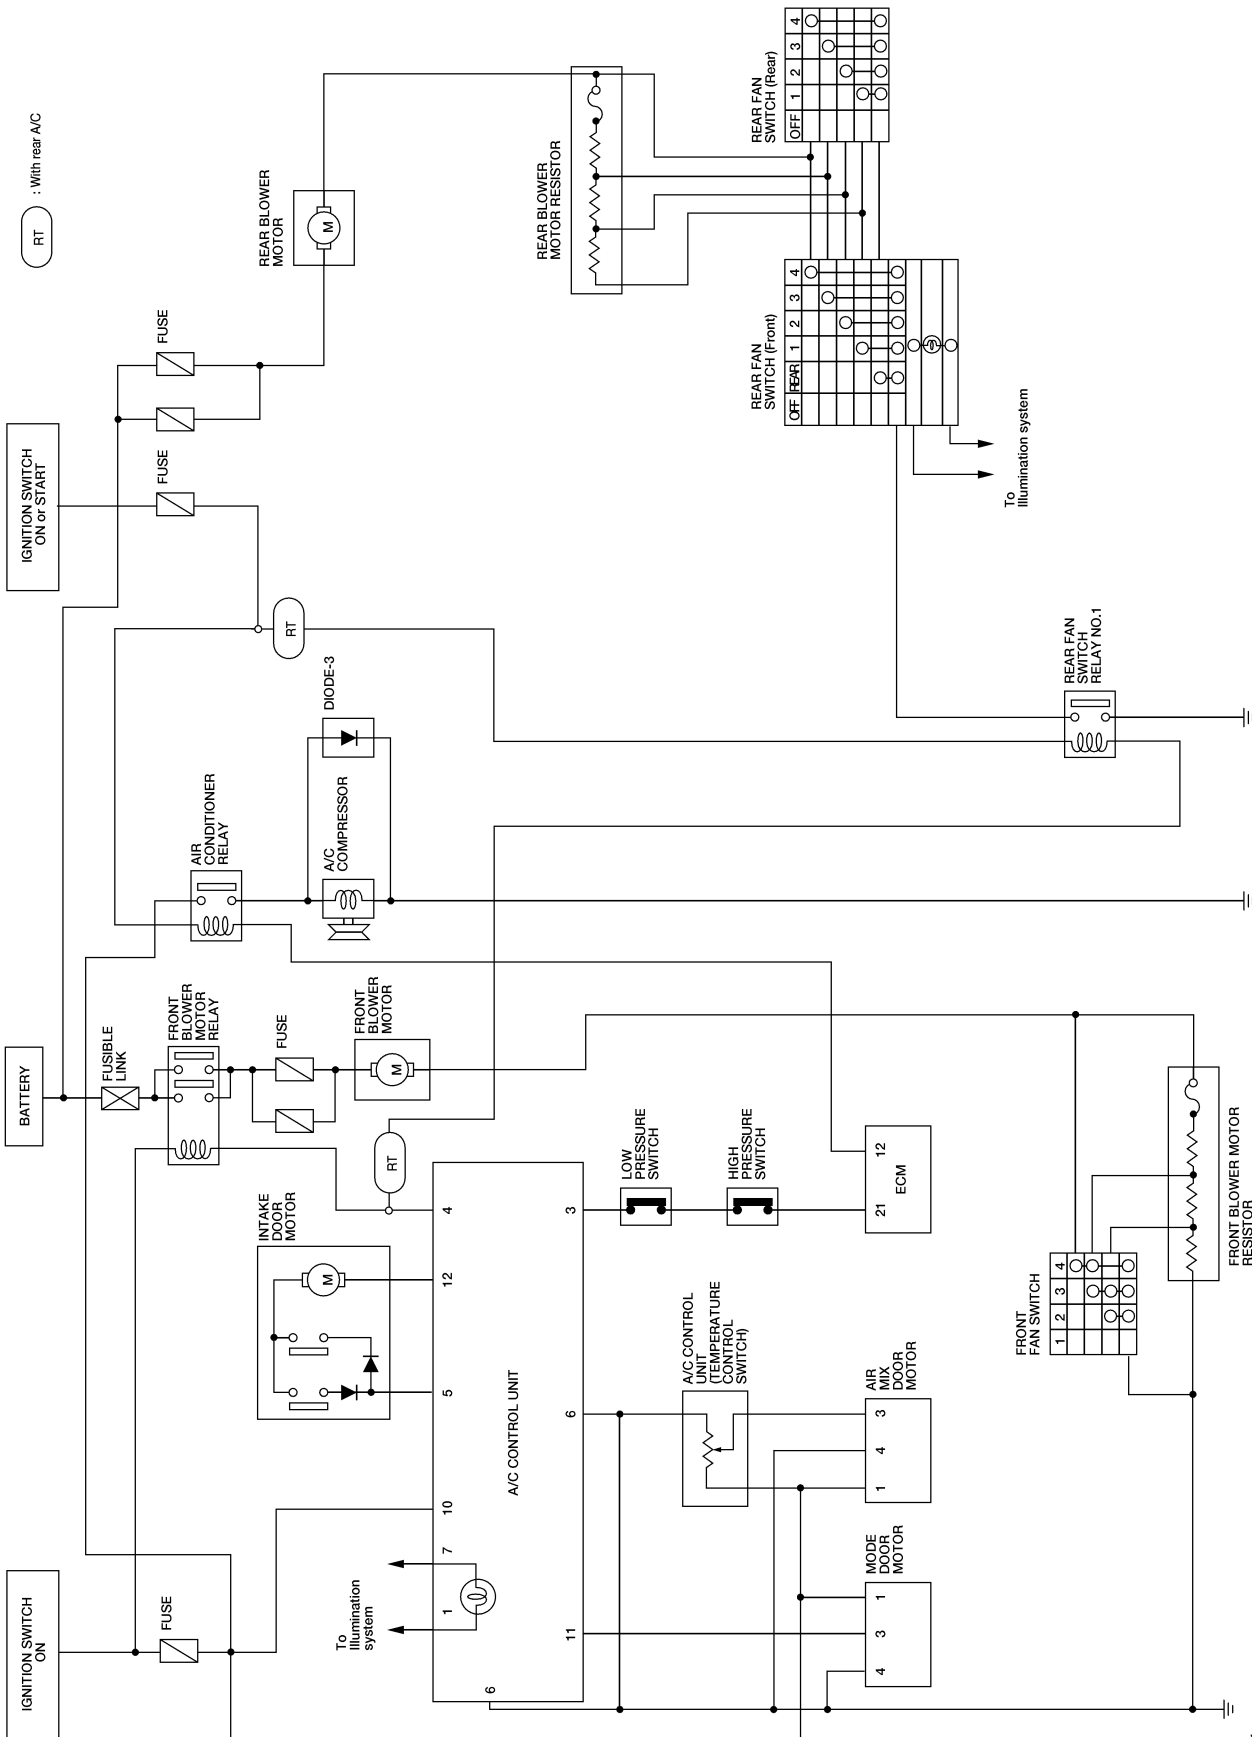 IGNITION SWITCH
ON
FUSE
BATTERY
FUSIBLE
LINK
FRONT
BLOWER
MOTOR
RELAY
FUSE
FRONT
BLOWER
MOTOR
AIR
CONDITIONER
RELAY
A/C
COMPRESSOR
DIODE-3
IGNITION SWITCH
ON or START
FUSE
FUSE
RT
RT
: With rear A/C
REAR BLOWER
MOTOR
M
M
M
RT
INTAKE
DOOR
MOTOR
To
Illumination
system
1
7
10
5
12
4
A/C CONTROL UNIT
6
11
6
3
LOW
PRESSURE
SWITCH
HIGH
PRESSURE
SWITCH
A/C CONTROL
UNIT
(TEMPERATURE
CONTROL
SWITCH)
MODE
DOOR
MOTOR
4
3
1
AIR
MIX
DOOR
MOTOR
1
4
3
21
12
ECM
FRONT
FAN SWITCH
1
2
3
4
FRONT BLOWER MOTOR
RESISTOR
REAR FAN
SWITCH
RELAY NO.1
REAR BLOWER
MOTOR RESISTOR
REAR FAN
SWITCH (Front)
OFF
REAR
1
2
3
4
To
Illumination system
REAR FAN
SWITCH (Rear)
OFF
1
2
3
4